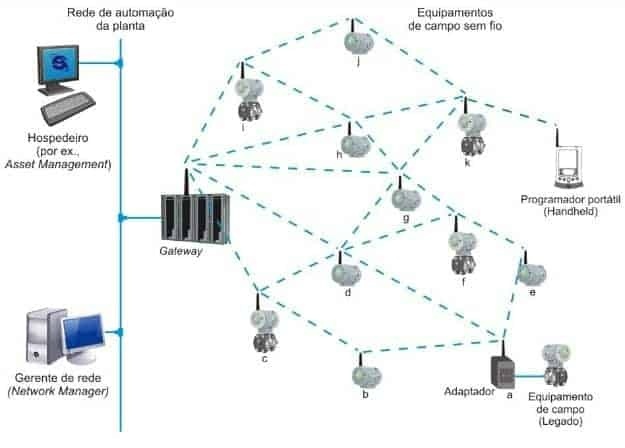 Rede de automação
da planta
Equipamentos
de campo sem fio
j
i
Hospedeiro
(por ex.,
Asset Management)
h
k
Programador portátil
(Handheld)
g
Gateway
f
d
e
c
Gerente de rede
(Network Manager)
b
Adaptador a
Equipamento
de campo
(Legado)